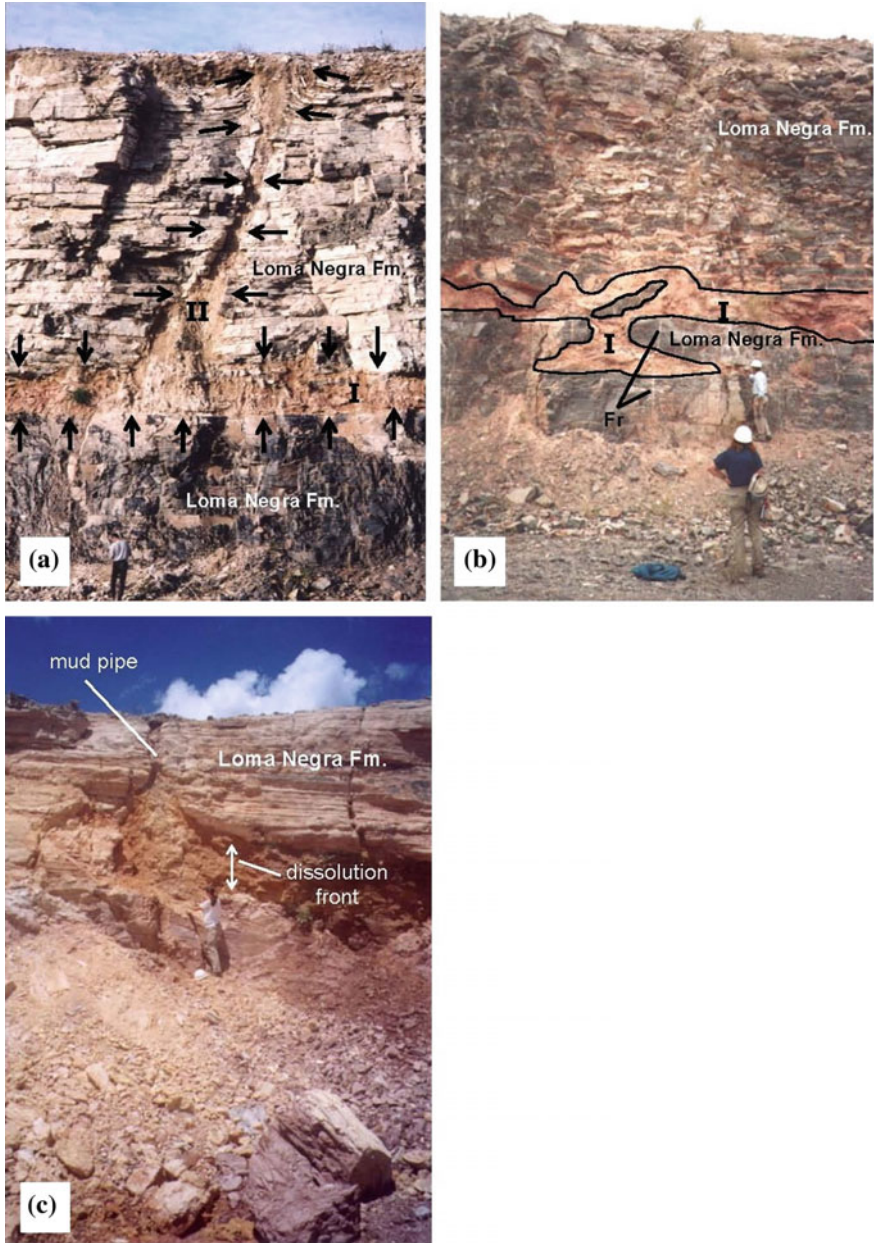 Loma Negra Fm.
II
I
Loma Negra Fm.
(a)
Loma Negra Fm.
I
I
Loma Negra Fm.
Fr
(b)
mud pipe
Loma Negra Fm.
dissolution
front
(c)